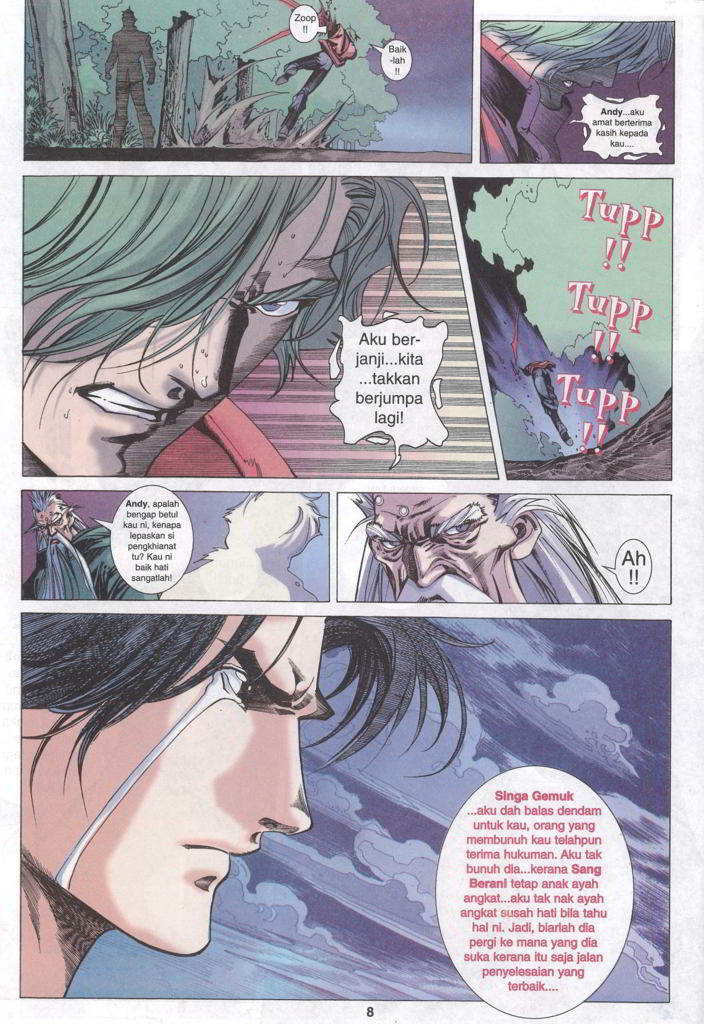 Zoop
!!
Baik
-lah
!!
Andy...aku
amat berterima
kasih kepada
kau....
Aku ber-
janji...kita
...takkan
berjumpa
lagi!
Tupp
!!
Tupp
!!
Tupp
!!
Andy, apalah
bengap betul
kau ni, kenapa
lepaskan si
pengkhianat
tu? Kau ni
baik hati
sangatlah!
Ah
!!
Singa Gemuk
...aku dah balas dendam
untuk kau, orang yang
membunuh kau telahpun
terima hukuman. Aku tak
bunuh dia...kerana Sang
Berani tetap anak ayah
angkat...aku tak nak ayah
angkat susah hati bila tahu
hal ni. Jadi, biarlah dia
pergi ke mana yang dia
suka kerana itu saja jalan
penyelesaian yang
terbaik....
8